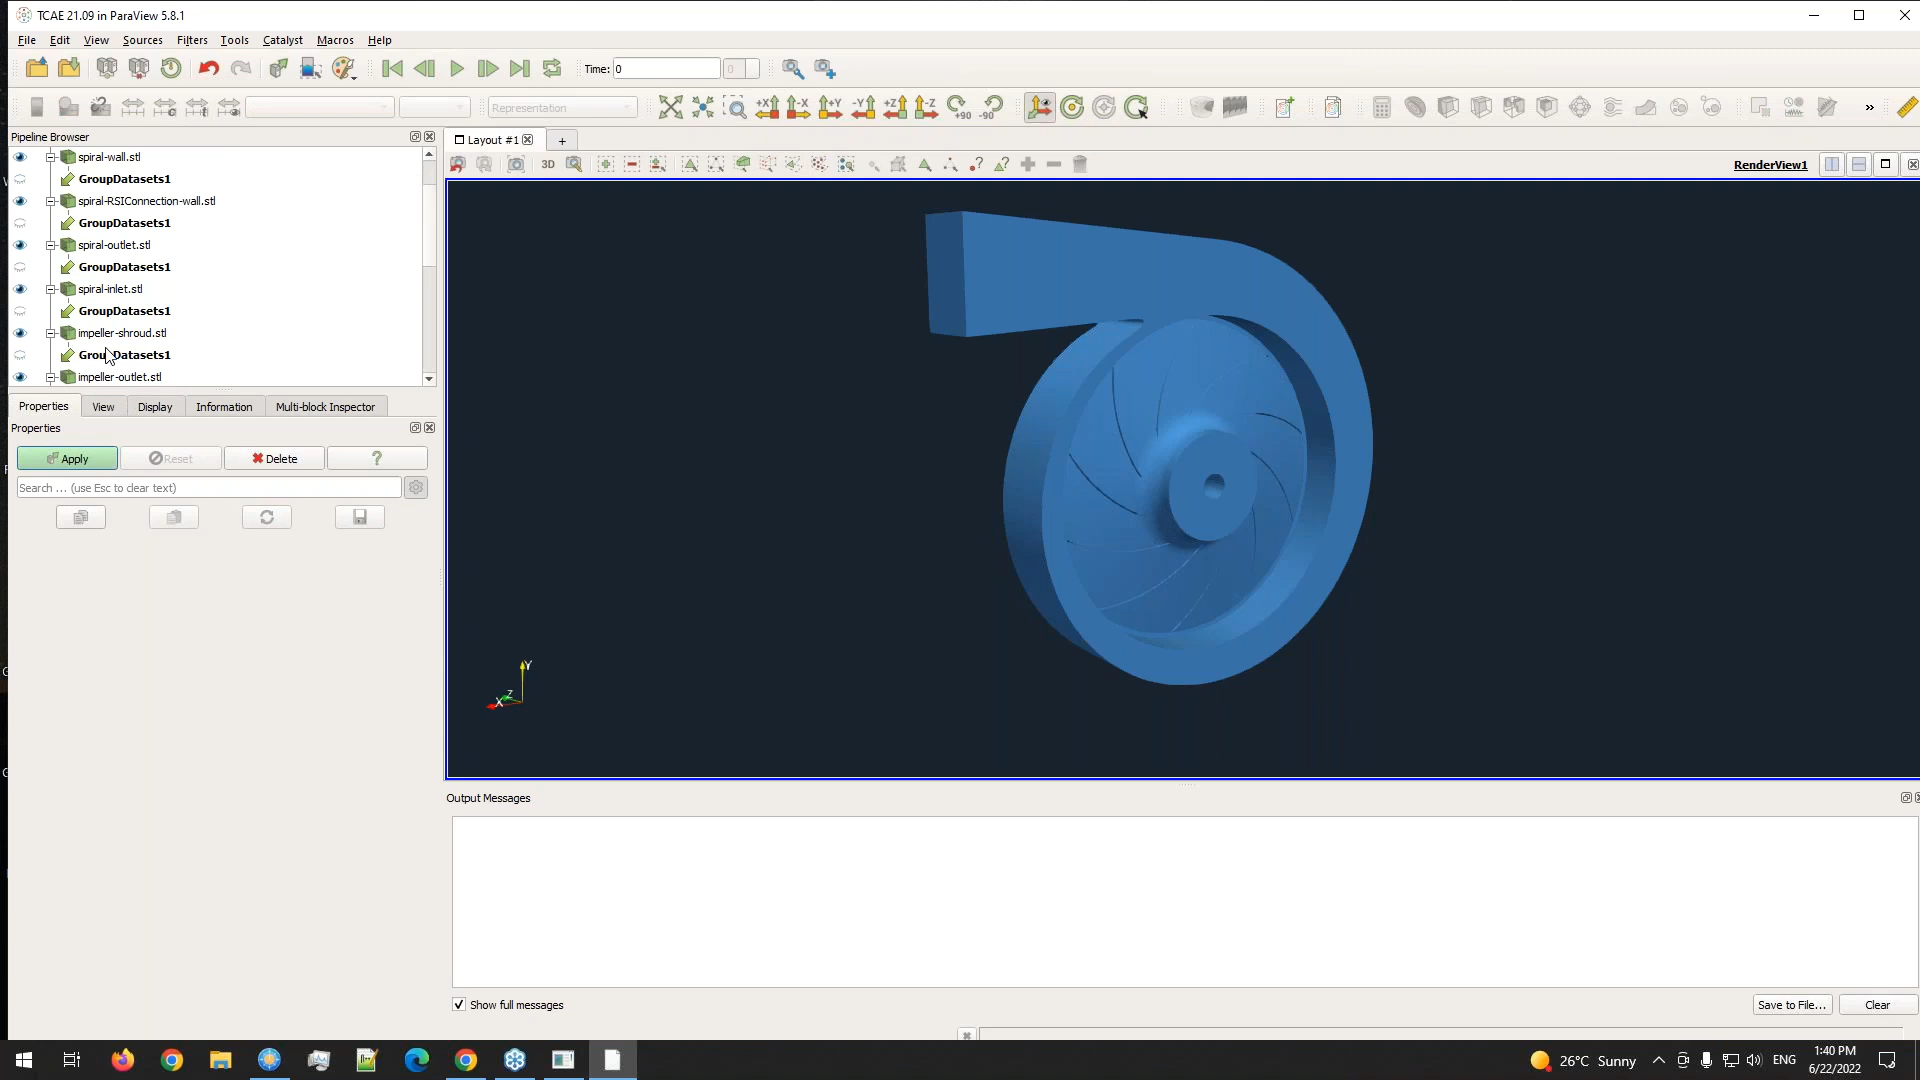 TCAE 21.09 in ParaView 5.8.1
File Edit View Sources Filters Tools Catalyst Macros Help
Time: 0 0
Representation +X -X +Y -Y +Z -Z +90 -90 »
Pipeline Browser
Layout #1 +
spiral-wall.stl
3D RenderView1
GroupDatasets1
spiral-RSIConnection-wall.stl
GroupDatasets1
spiral-outlet.stl
GroupDatasets1
spiral-inlet.stl
GroupDatasets1
impeller-shroud.stl
GroupDatasets1
impeller-outlet.stl
Properties View Display Information Multi-block Inspector
Properties
Apply Reset Delete ?
Search ... (use Esc to clear text)
Y
Z
X
Output Messages
Show full messages Save to File... Clear
26°C Sunny ENG 1:40 PM
6/22/2022